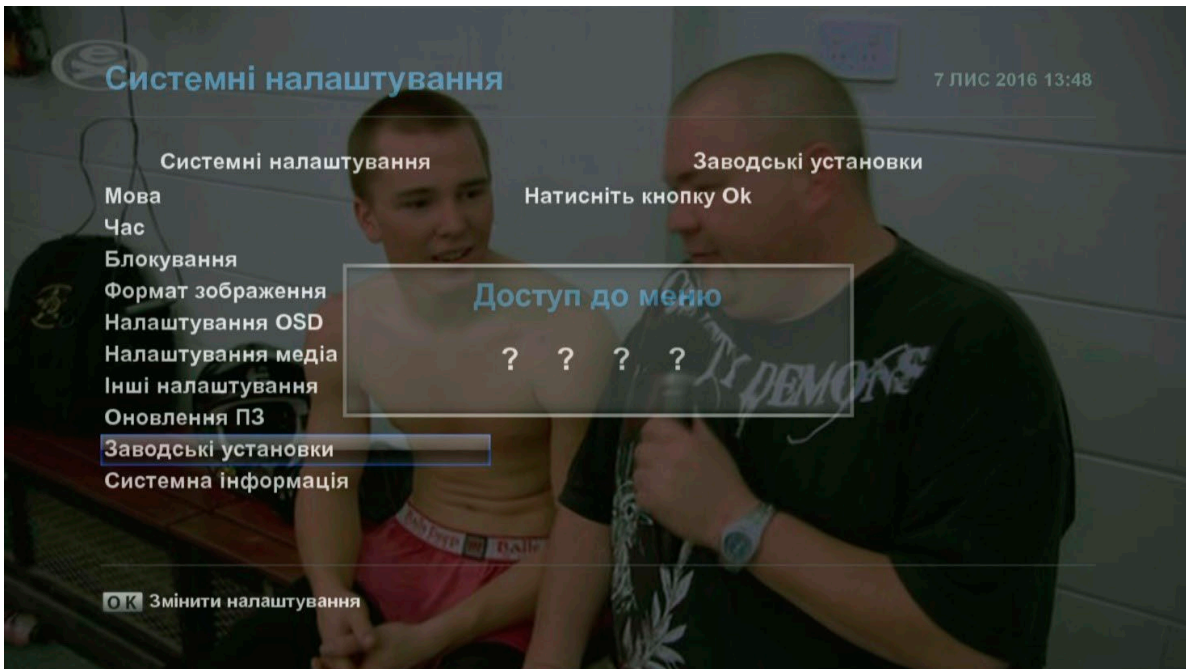 Системні налаштування
7 ЛИС 2016 13:48
Системні налаштування
Заводські установки
Мова
Натисніть кнопку Ok
Час
Блокування
Формат зображення
Доступ до меню
Налаштування OSD
Налаштування медіа
? ? ? ?
Інші налаштування
DEMONS
Оновлення ПЗ
Заводські установки
Системна інформація
OK Змінити налаштування